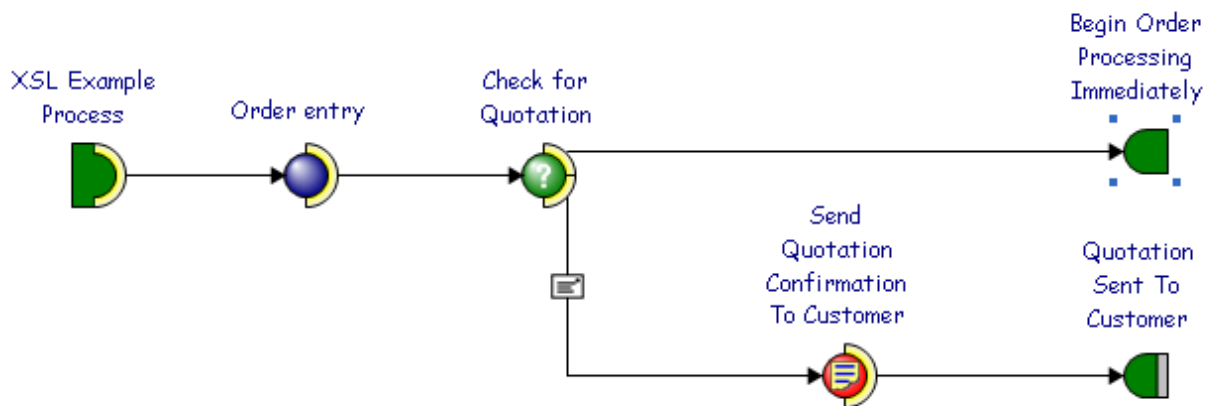 XSL Example
Process
Order entry
Check for
Quotation
?
Begin Order
Processing
Immediately
Send
Quotation
Confirmation
To Customer
Quotation
Sent To
Customer